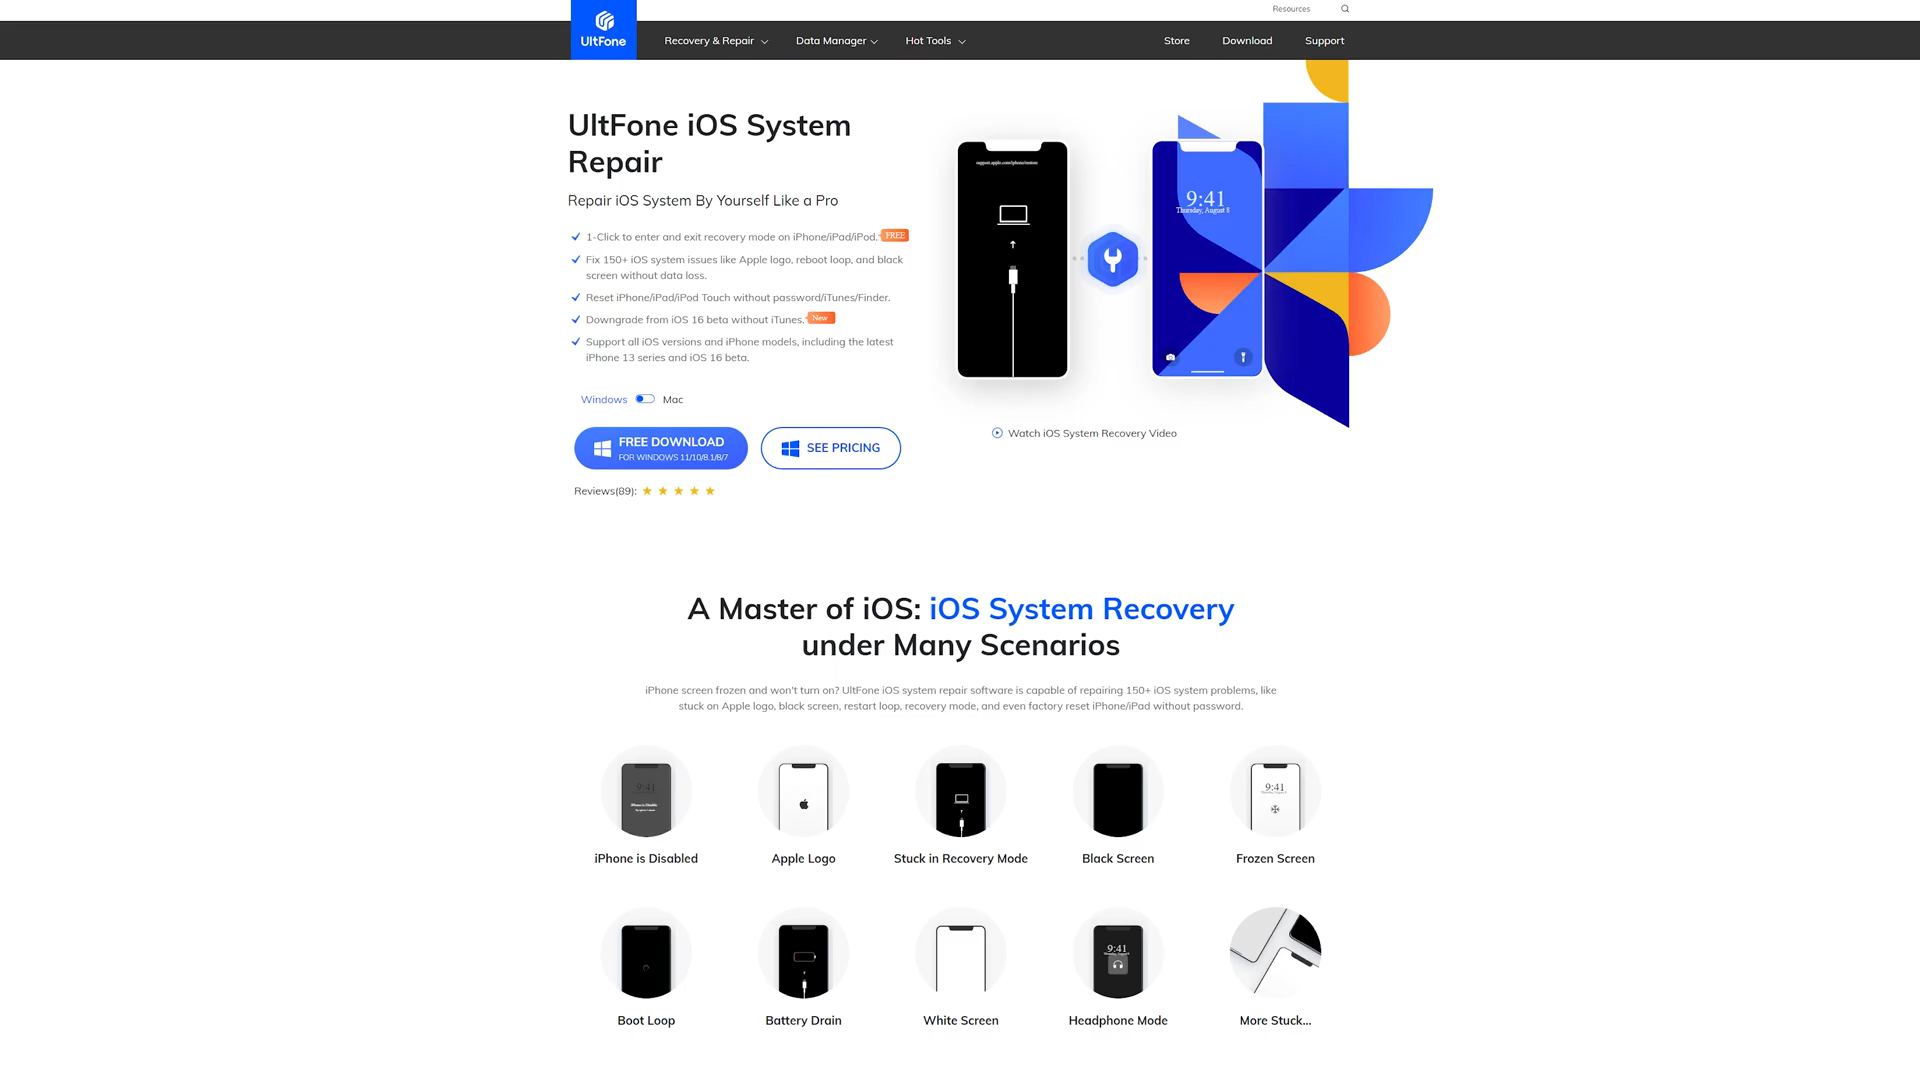 Resources
UltFone
Recovery & Repair
Data Manager
Hot Tools
Store
Download
Support
UltFone iOS System
Repair
Repair iOS System By Yourself Like a Pro
1-Click to enter and exit recovery mode on iPhone/iPad/iPod. FREE
Fix 150+ iOS system issues like Apple logo, reboot loop, and black
screen without data loss.
Reset iPhone/iPad/iPod Touch without password/iTunes/Finder.
Downgrade from iOS 16 beta without iTunes. New
Support all iOS versions and iPhone models, including the latest
iPhone 13 series and iOS 16 beta.
Windows
Mac
FREE DOWNLOAD
FOR WINDOWS 11/10/8.1/8/7
SEE PRICING
Reviews(89):
support.apple.com/iphone/restore
9:41
Thursday, August 8
Watch iOS System Recovery Video
A Master of iOS: iOS System Recovery
under Many Scenarios
iPhone screen frozen and won't turn on? UltFone iOS system repair software is capable of repairing 150+ iOS system problems, like
stuck on Apple logo, black screen, restart loop, recovery mode, and even factory reset iPhone/iPad without password.
9:41
iPhone is Disabled
Apple Logo
Stuck in Recovery Mode
Black Screen
9:41
Frozen Screen
Boot Loop
Battery Drain
White Screen
9:41
Headphone Mode
More Stuck...